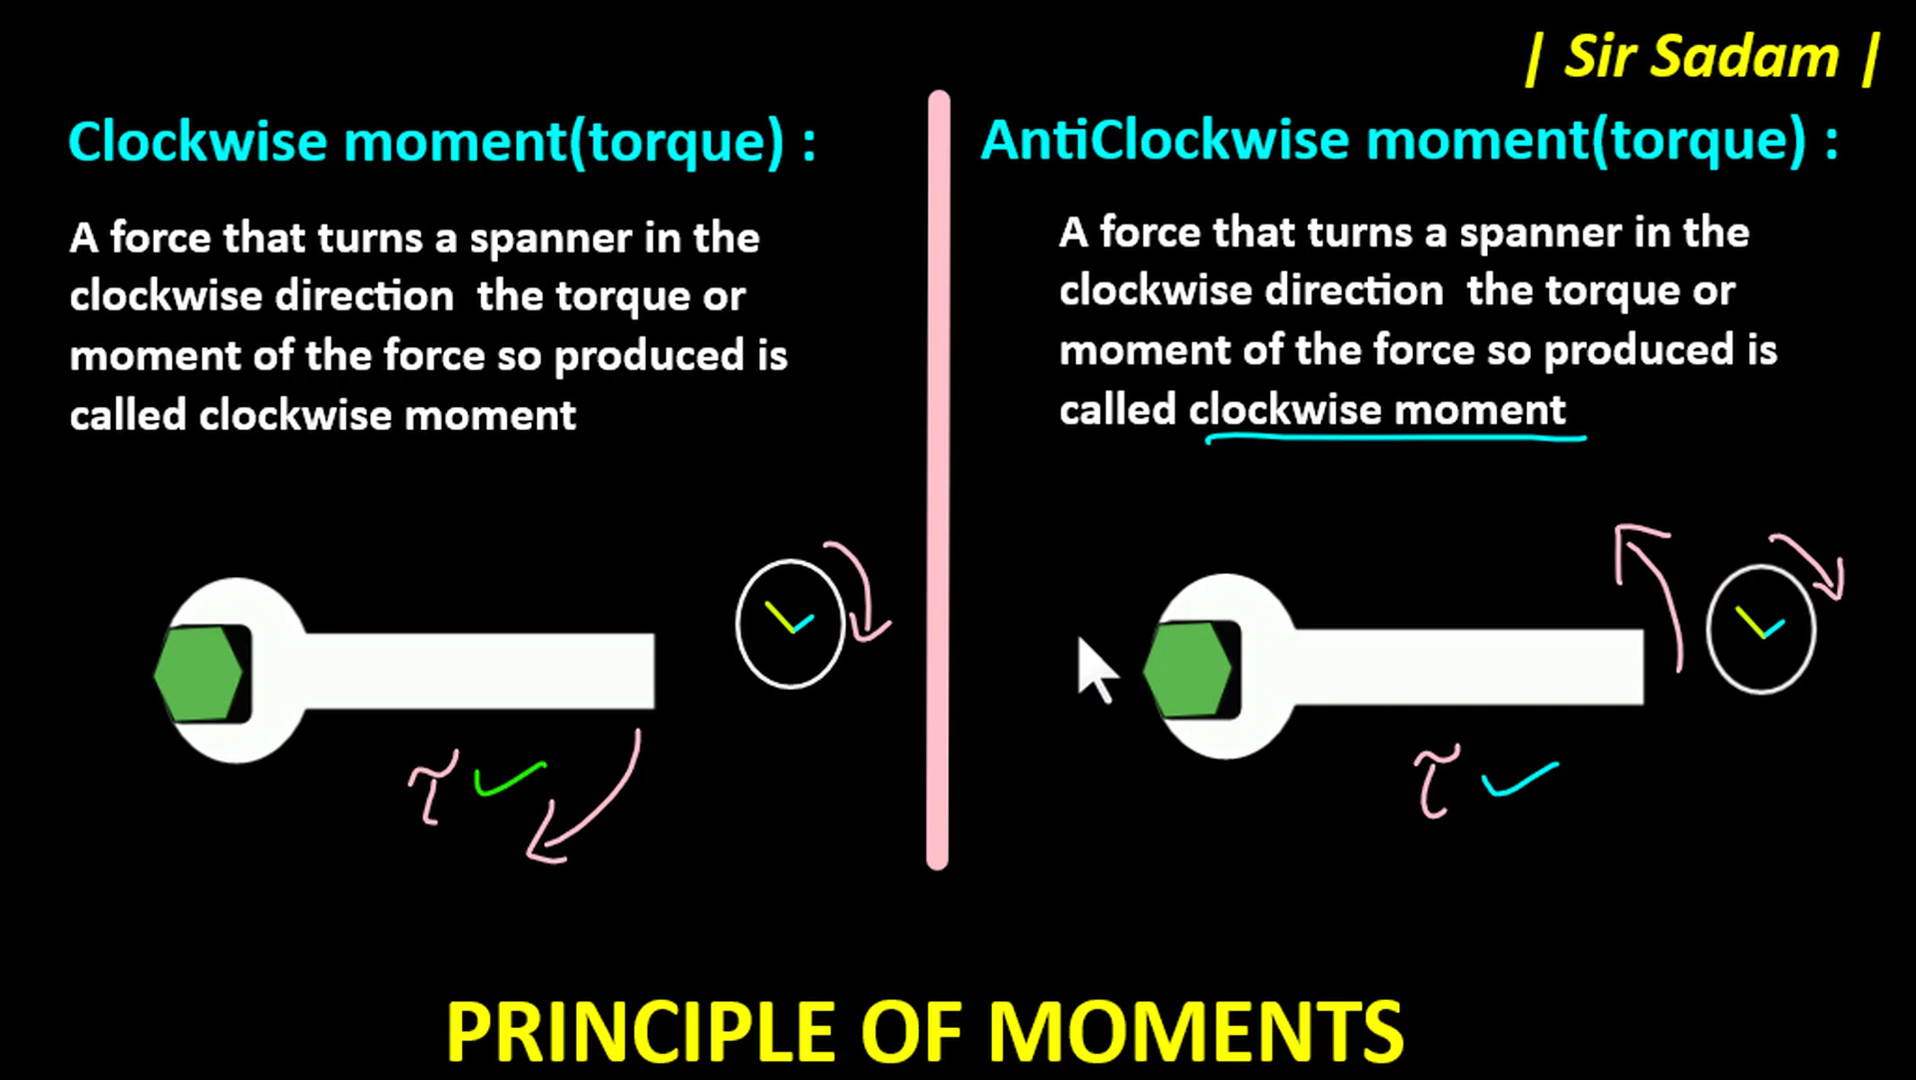 | Sir Sadam |
Clockwise moment(torque) :
A force that turns a spanner in the
clockwise direction  the torque or
moment of the force so produced is
called clockwise moment
τ
AntiClockwise moment(torque) :
A force that turns a spanner in the
clockwise direction  the torque or
moment of the force so produced is
called clockwise moment
τ
PRINCIPLE OF MOMENTS